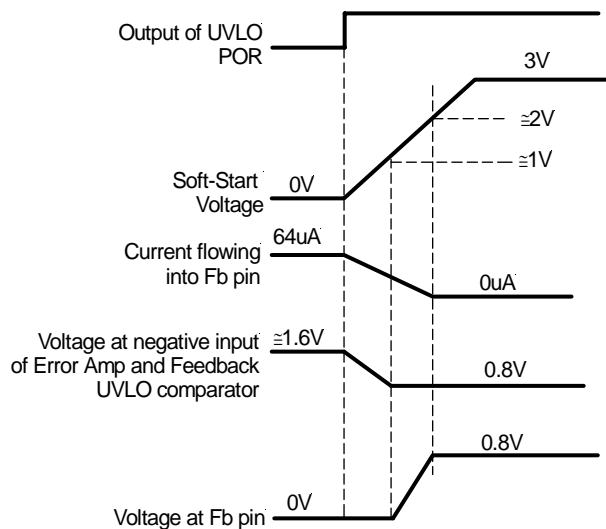 Output of UVLO
POR
3V
≅2V
≅1V
Soft-Start
Voltage
0V
64uA
Current flowing
into Fb pin
0uA
≅1.6V
Voltage at negative input
of Error Amp and Feedback
UVLO comparator
0.8V
0.8V
Voltage at Fb pin
0V